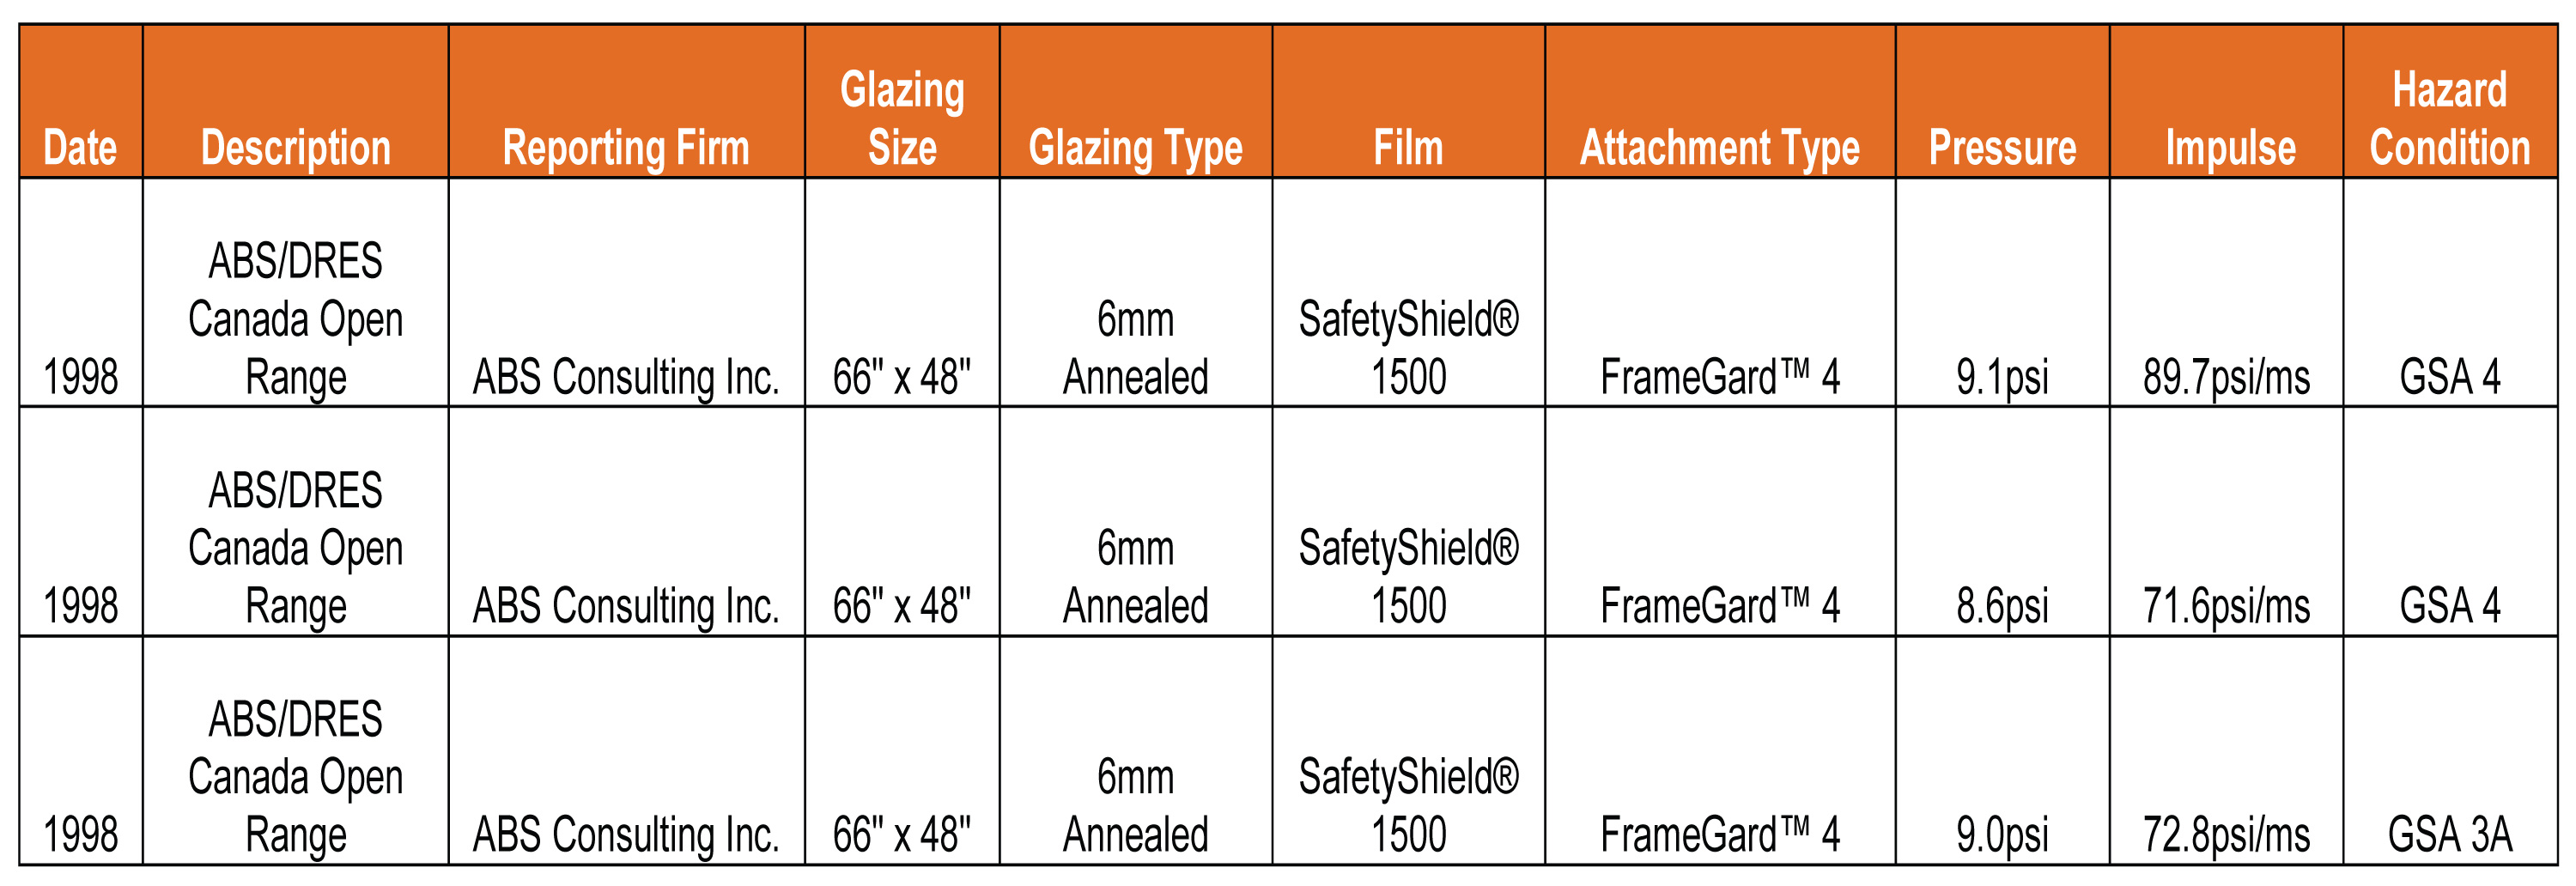 Date Description Reporting Firm Glazing Size Glazing Type Film Attachment Type Pressure Impulse Hazard Condition
1998 ABS/DRES Canada Open Range ABS Consulting Inc. 66" x 48" 6mm Annealed SafetyShield® 1500 FrameGard™ 4 9.1psi 89.7psi/ms GSA 4
1998 ABS/DRES Canada Open Range ABS Consulting Inc. 66" x 48" 6mm Annealed SafetyShield® 1500 FrameGard™ 4 8.6psi 71.6psi/ms GSA 4
1998 ABS/DRES Canada Open Range ABS Consulting Inc. 66" x 48" 6mm Annealed SafetyShield® 1500 FrameGard™ 4 9.0psi 72.8psi/ms GSA 3A